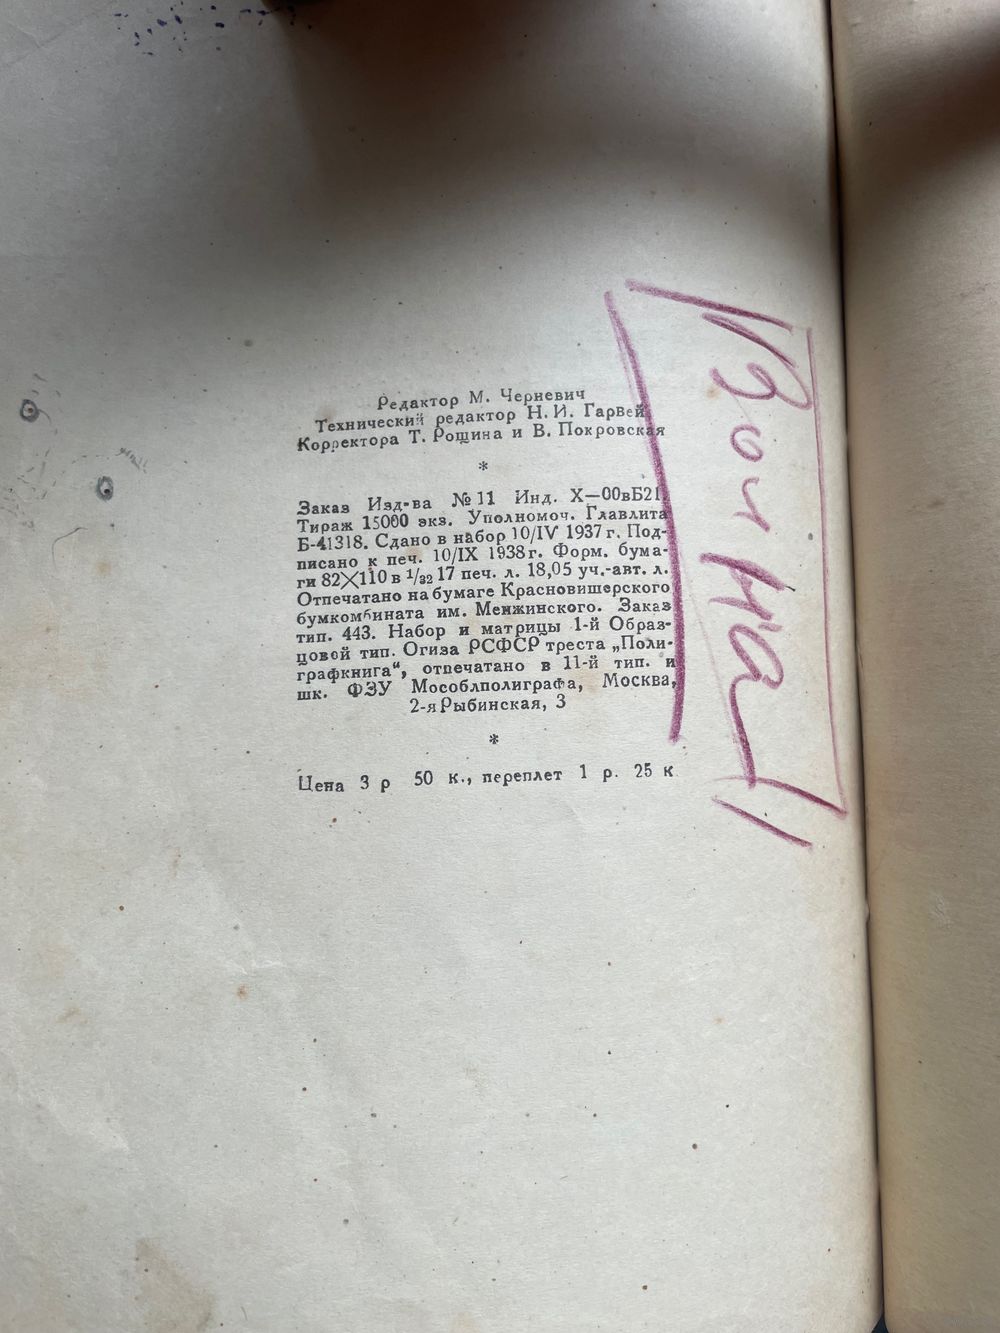 Редактор М. Черневич
Технический редактор Н. И. Гарвей
Корректора Т. Рощина и В. Покровская
*
Заказ Изд-ва №11 Инд. Х—00вБ21
Тираж 15000 экз. Уполномоч. Главлита
Б-41318. Сдано в набор 10/IV 1937 г. Под-
писано к печ. 10/IX 1938 г. Форм. бума-
ги 82×110 в 1/32 17 печ. л. 18,05 уч.-авт. л.
Отпечатано на бумаге Красновишерского
бумкомбината им. Менжинского. Заказ
тип. 443. Набор и матрицы 1-й Образ-
цовой тип. Огиза РСФСР треста „Поли-
графкнига“, отпечатано в 11-й тип. и
шк. ФЗУ Мособлполиграфа, Москва,
2-я Рыбинская, 3
*
Цена 3 р 50 к., переплет 1 р. 25 к